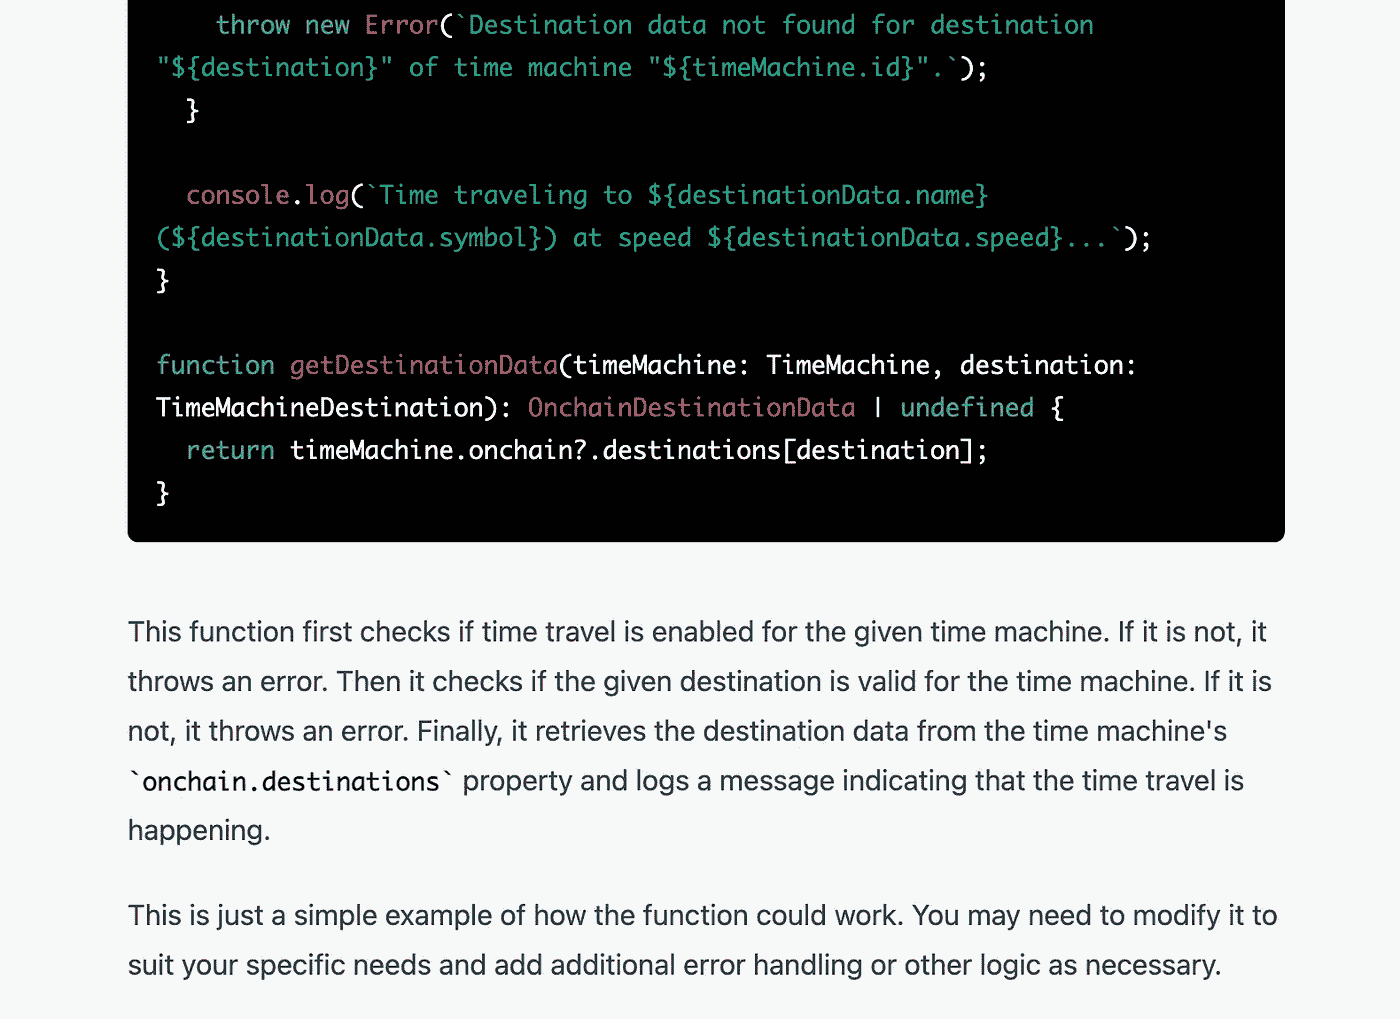 throw new Error(`Destination data not found for destination
"${destination}" of time machine "${timeMachine.id}".`);
}
console.log(`Time traveling to ${destinationData.name}
(${destinationData.symbol}) at speed ${destinationData.speed}...`);
}
function getDestinationData(timeMachine: TimeMachine, destination:
TimeMachineDestination): OnchainDestinationData | undefined {
return timeMachine.onchain?.destinations[destination];
}
This function first checks if time travel is enabled for the given time machine. If it is not, it
throws an error. Then it checks if the given destination is valid for the time machine. If it is
not, it throws an error. Finally, it retrieves the destination data from the time machine's
`onchain.destinations` property and logs a message indicating that the time travel is
happening.
This is just a simple example of how the function could work. You may need to modify it to
suit your specific needs and add additional error handling or other logic as necessary.